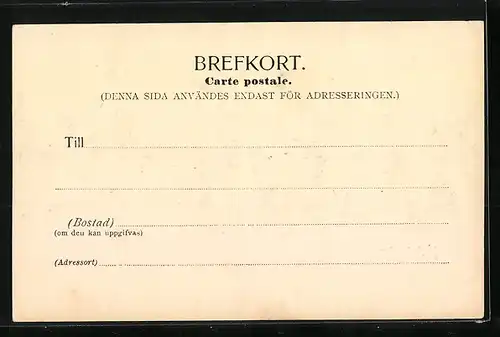 BREFKORT.
Carte postale.
(DENNA SIDA ANVÄNDES ENDAST FÖR ADRESSERINGEN.)
Till
(Bostad)
(om den kan uppgifvas)
(Adressort)